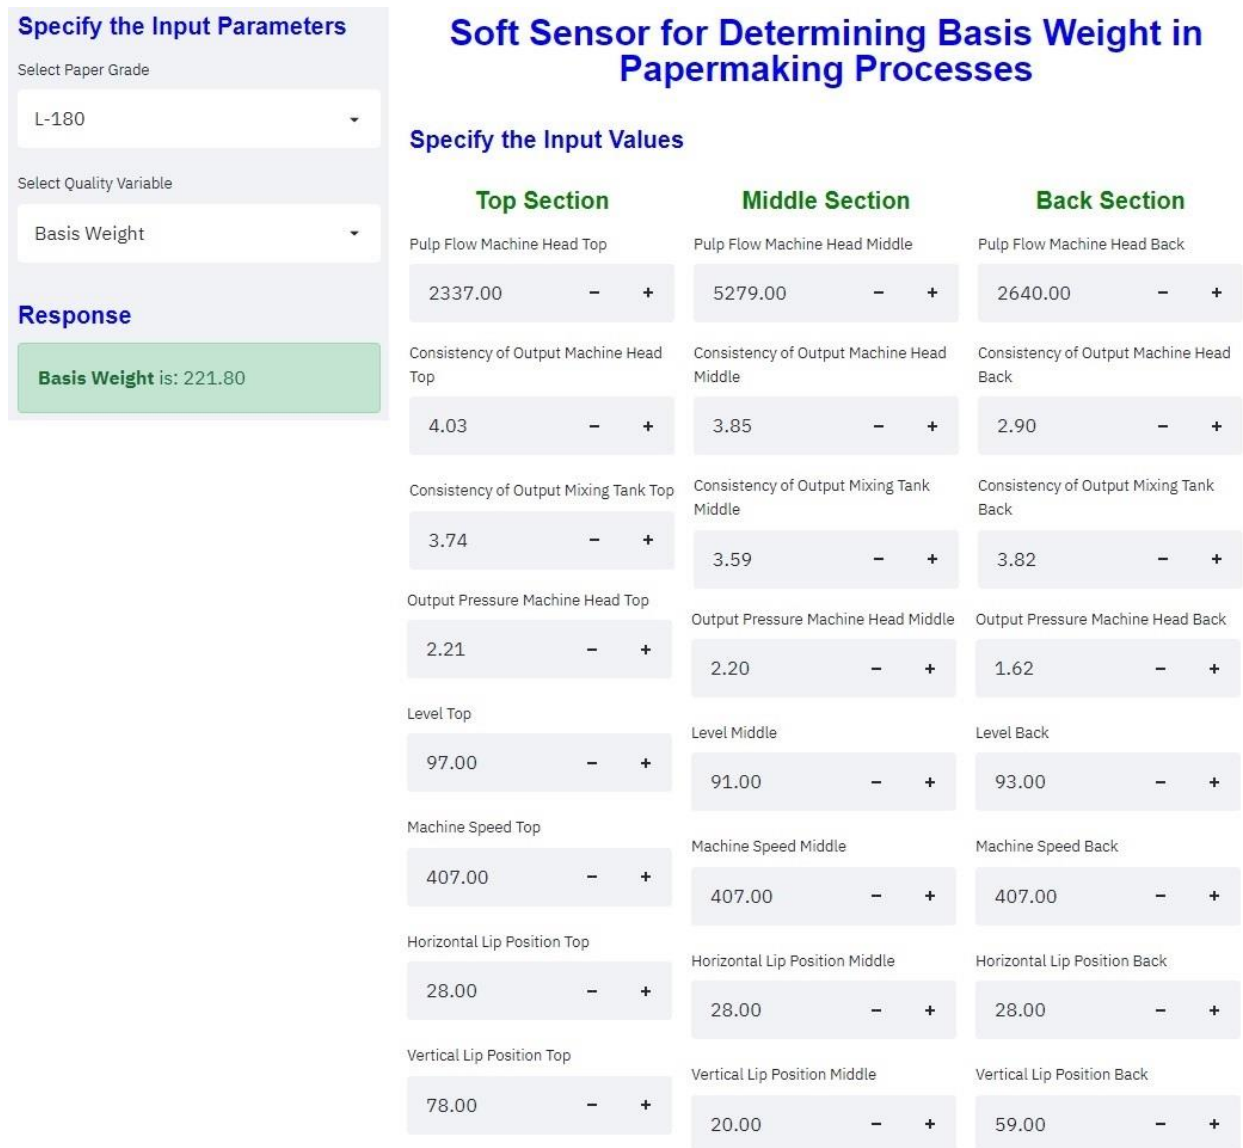 Specify the Input Parameters
Select Paper Grade
L-180
Select Quality Variable
Basis Weight
Response
Basis Weight is: 221.80
Soft Sensor for Determining Basis Weight in
Papermaking Processes
Specify the Input Values
Top Section
Pulp Flow Machine Head Top
2337.00 − +
Consistency of Output Machine Head
Top
4.03 − +
Consistency of Output Mixing Tank Top
3.74 − +
Output Pressure Machine Head Top
2.21 − +
Level Top
97.00 − +
Machine Speed Top
407.00 − +
Horizontal Lip Position Top
28.00 − +
Vertical Lip Position Top
78.00 − +
Middle Section
Pulp Flow Machine Head Middle
5279.00 − +
Consistency of Output Machine Head
Middle
3.85 − +
Consistency of Output Mixing Tank
Middle
3.59 − +
Output Pressure Machine Head Middle
2.20 − +
Level Middle
91.00 − +
Machine Speed Middle
407.00 − +
Horizontal Lip Position Middle
28.00 − +
Vertical Lip Position Middle
20.00 − +
Back Section
Pulp Flow Machine Head Back
2640.00 − +
Consistency of Output Machine Head
Back
2.90 − +
Consistency of Output Mixing Tank
Back
3.82 − +
Output Pressure Machine Head Back
1.62 − +
Level Back
93.00 − +
Machine Speed Back
407.00 − +
Horizontal Lip Position Back
28.00 − +
Vertical Lip Position Back
59.00 − +